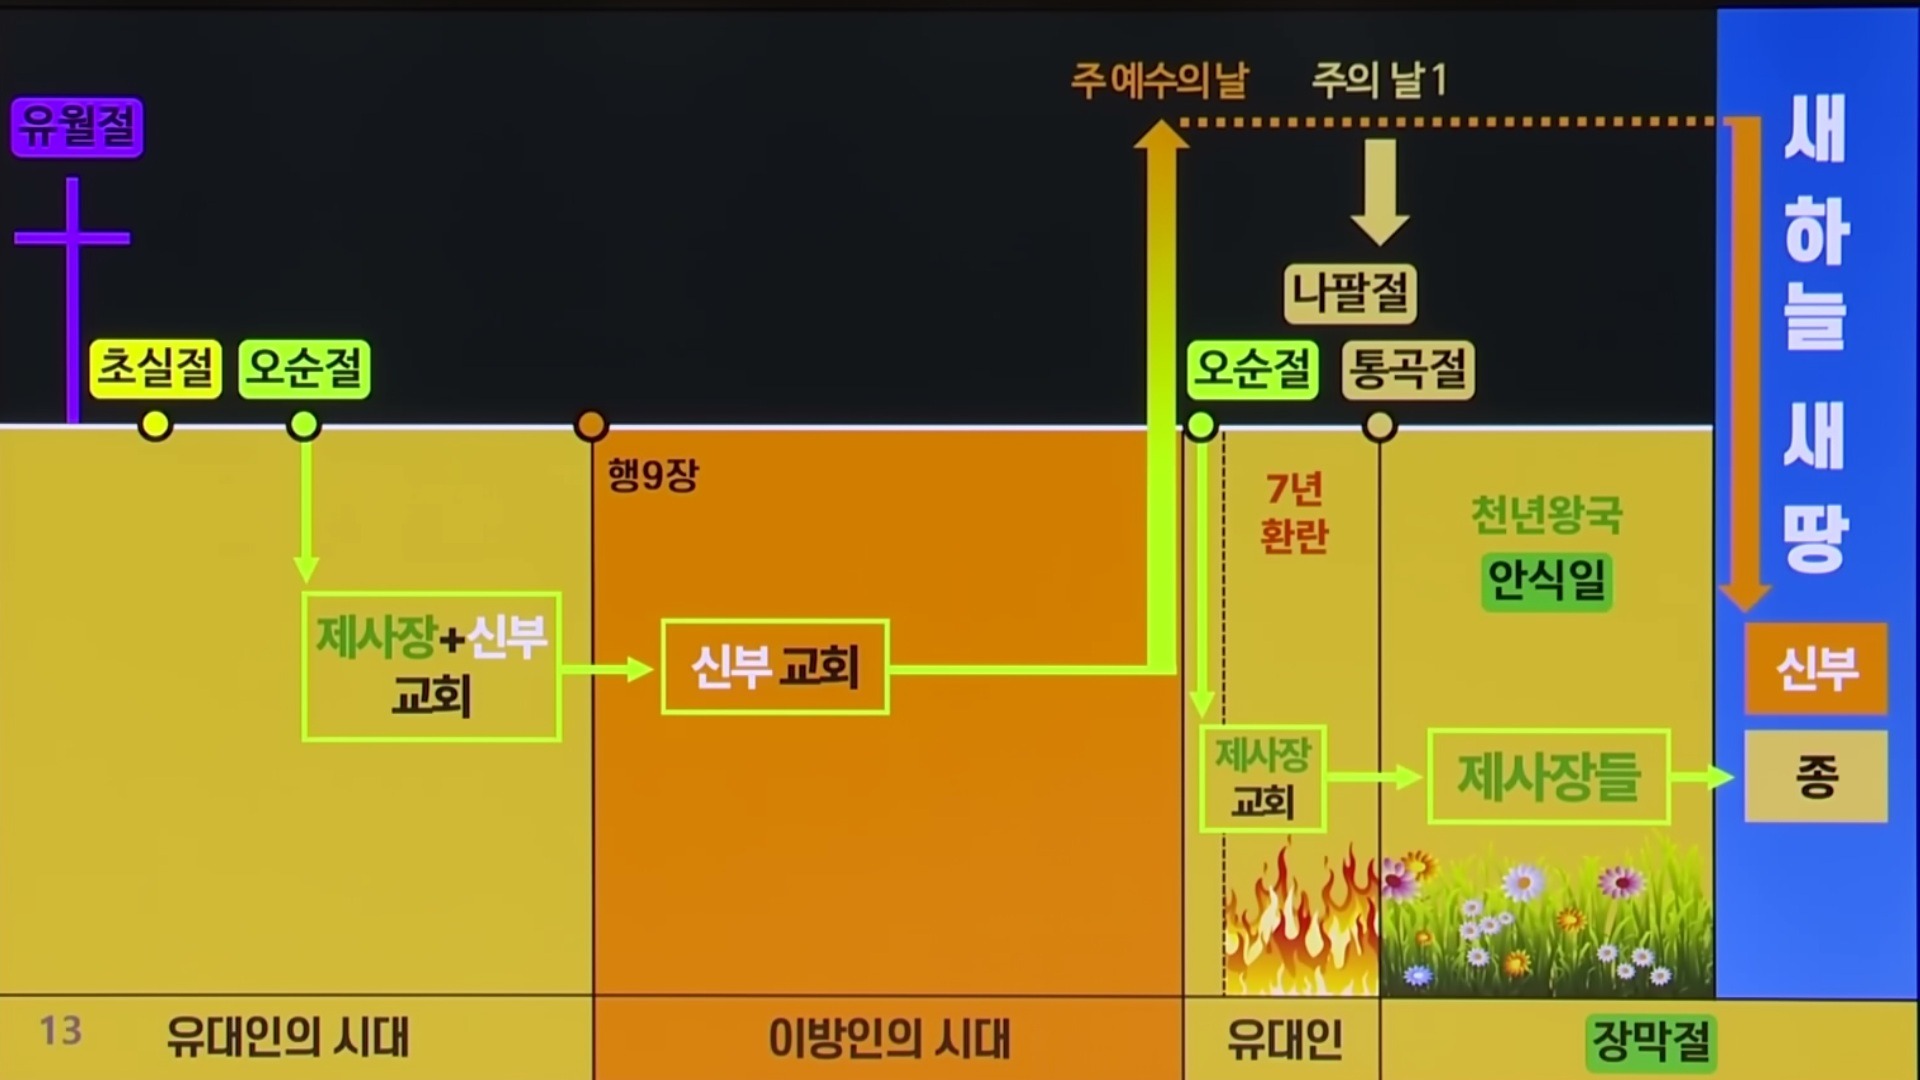 주 예수의 날
주의 날 1
유월절
나팔절
초실절
오순절
오순절
통곡절
행9장
7년
환란
천년왕국
안식일
제사장+신부
교회
신부 교회
제사장
교회
제사장들
새 하늘 새 땅
신부
종
13
유대인의 시대
이방인의 시대
유대인
장막절